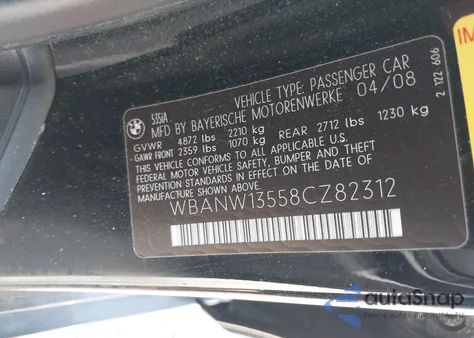 535iA
VEHICLE TYPE: PASSENGER CAR
MFD BY BAYERISCHE MOTORENWERKE 04/08
GVWR 4872 lbs 2210 kg
GAWR FRONT 2359 lbs 1070 kg REAR 2712 lbs 1230 kg
THIS VEHICLE CONFORMS TO ALL APPLICABLE
FEDERAL MOTOR VEHICLE SAFETY, BUMPER, AND
THEFT PREVENTION STANDARDS IN EFFECT ON THE DATE OF
MANUFACTURE SHOWN ABOVE.
WBANW13558CZ82312
2 122 606
IM
autoSnap